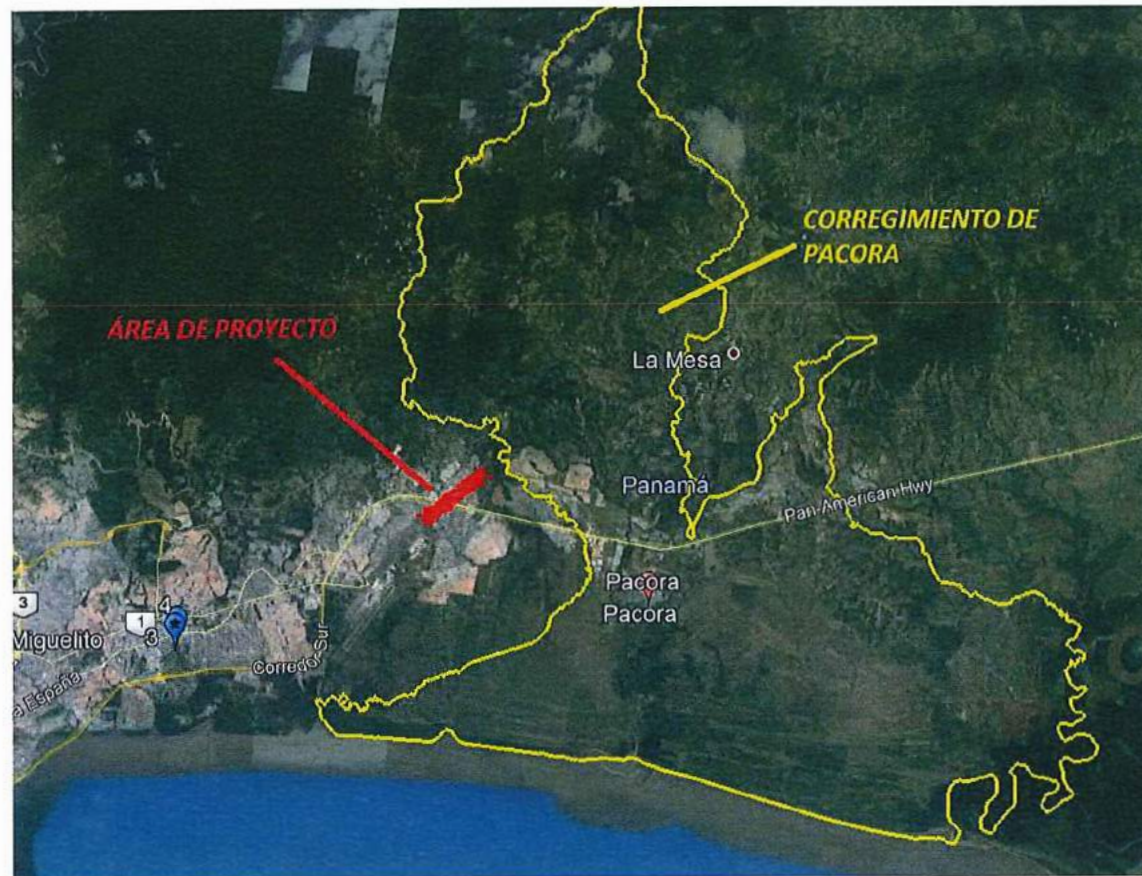 CORREGIMIENTO DE
PACORA
ÁREA DE PROYECTO
La Mesa
Panamá
Pan-American Hwy
Pacora
Pacora
3
4
1
3
Miguelito
Corredor Sur
a España